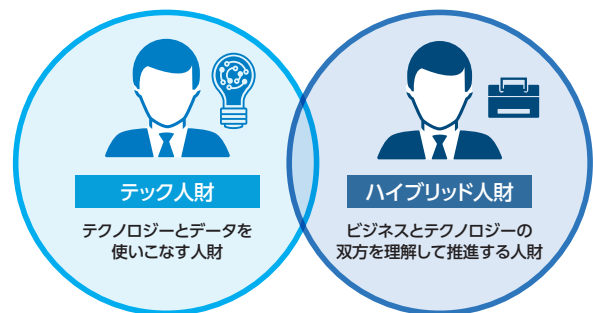 テック人財
テクノロジーとデータを
使いこなす人財
ハイブリッド人財
ビジネスとテクノロジーの
双方を理解して推進する人財